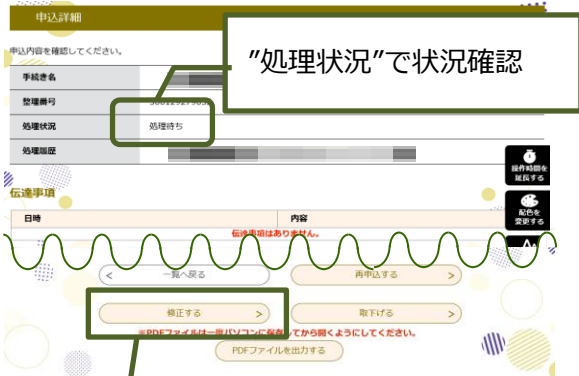 申込詳細
申込内容を確認してください。
”処理状況”で状況確認
手続き名
整理番号
処理状況
処理待ち
処理履歴
操作時間を
延長する
伝達事項
配色を
変更する
日時
内容
伝達事項はありません。
一覧へ戻る
再申込する
修正する
取下げる
※PDFファイルは一度パソコンに保存してから開くようにしてください。
PDFファイルを出力する